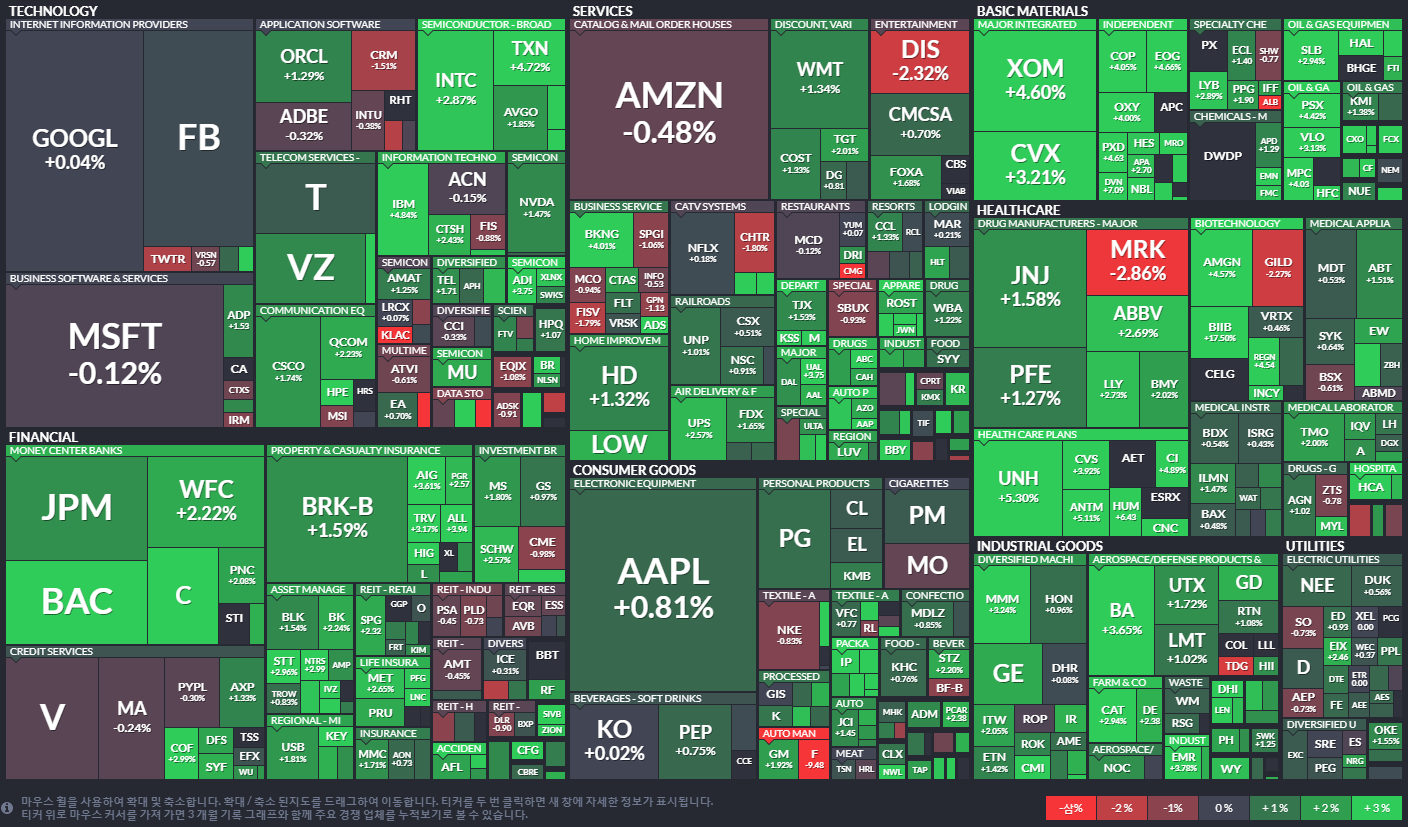 TECHNOLOGY
INTERNET INFORMATION PROVIDERS
GOOGL
+0.04%
FB
TWTR
VRSN
-0.57
APPLICATION SOFTWARE
ORCL
+1.29%
CRM
-1.51%
ADBE
-0.32%
INTU
-0.38%
RHT
SEMICONDUCTOR - BROAD
INTC
+2.87%
TXN
+4.72%
AVGO
+1.85%
TELECOM SERVICES -
T
VZ
INFORMATION TECHNO
IBM
+4.84%
ACN
-0.15%
CTSH
+2.43%
FIS
-0.88%
SEMICON
NVDA
+1.47%
BUSINESS SOFTWARE & SERVICES
MSFT
-0.12%
ADP
+1.53
CA
CTXS
IRM
COMMUNICATION EQ
CSCO
+1.74%
QCOM
+2.23%
HPE
HRS
MSI
SEMICON
AMAT
+1.25%
LRCX
+0.07%
KLAC
DIVERSIFIED
TEL
+1.71
APH
SEMICON
ADI
+3.75
XLNX
SWKS
DIVERSIFIE
CCI
-0.33%
SCIEN
FTV
HPQ
+1.07
MULTIME
ATVI
-0.61%
EA
+0.70%
SEMICON
MU
DATA STO
EQIX
-1.08%
BR
NLSN
ADSK
-0.91
FINANCIAL
MONEY CENTER BANKS
JPM
WFC
+2.22%
BAC
C
PNC
+2.08%
STI
PROPERTY & CASUALTY INSURANCE
BRK-B
+1.59%
AIG
+3.61%
PGR
+2.57
TRV
+3.17%
ALL
+3.94
HIG
XL
L
INVESTMENT BR
MS
+1.80%
GS
+0.97%
SCHW
+2.57%
CME
-0.98%
CREDIT SERVICES
V
MA
-0.24%
PYPL
-0.30%
AXP
+1.33%
COF
+2.99%
DFS
SYF
TSS
EFX
WU
ASSET MANAGE
BLK
+1.54%
BK
+2.24%
STT
+2.96%
NTRS
+2.99
AMP
TROW
+0.83%
IVZ
REGIONAL - MI
USB
+1.81%
KEY
REIT - RETAI
SPG
+2.32
GGP
O
FRT
KIM
LIFE INSURA
MET
+2.65%
PFG
LNC
PRU
INSURANCE
MMC
+1.71%
AON
+0.73
REIT - INDU
PSA
-0.45
PLD
-0.73
REIT - RES
EQR
ESS
AVB
REIT -
AMT
-0.45%
DIVERS
ICE
+0.31%
BBT
RF
REIT - H
REIT -
DLR
-0.90
BXP
SIVB
ZION
ACCIDEN
AFL
CFG
CBRE
SERVICES
CATALOG & MAIL ORDER HOUSES
AMZN
-0.48%
DISCOUNT, VARI
WMT
+1.34%
COST
+1.33%
TGT
+2.01%
DG
+0.81
ENTERTAINMENT
DIS
-2.32%
CMCSA
+0.70%
FOXA
+1.68%
CBS
VIAB
BUSINESS SERVICE
BKNG
+4.01%
SPGI
-1.06%
MCO
-0.94%
CTAS
INFO
-0.53
FISV
-1.79%
FLT
GPN
-1.13
VRSK
ADS
CATV SYSTEMS
NFLX
+0.18%
CHTR
-1.80%
RESTAURANTS
MCD
-0.12%
YUM
+0.07
DRI
CMG
RESORTS
CCL
+1.33%
RCL
LODGIN
MAR
+0.21%
HLT
RAILROADS
UNP
+1.01%
CSX
+0.51%
NSC
+0.91%
DEPART
TJX
+1.53%
KSS
M
SPECIAL
SBUX
-0.93%
APPARE
ROST
JWN
DRUG
WBA
+1.22%
HOME IMPROVEM
HD
+1.32%
LOW
MAJOR
DAL
UAL
+3.75
AAL
DRUGS
ABC
CAH
INDUST
FOOD
SYY
AIR DELIVERY & F
UPS
+2.57%
FDX
+1.65%
SPECIAL
ULTA
AUTO P
AZO
AAP
CPRT
KMX
KR
REGION
LUV
BBY
TIF
CONSUMER GOODS
ELECTRONIC EQUIPMENT
AAPL
+0.81%
PERSONAL PRODUCTS
PG
CL
EL
KMB
CIGARETTES
PM
MO
TEXTILE - A
NKE
-0.83%
TEXTILE - A
VFC
+0.77
RL
CONFECTIO
MDLZ
+0.85%
PACKA
IP
FOOD -
KHC
+0.76%
BEVER
STZ
+2.20%
BF-B
BEVERAGES - SOFT DRINKS
KO
+0.02%
PEP
+0.75%
CCE
PROCESSED
GIS
K
AUTO MAN
GM
+1.92%
F
-9.48
AUTO
JCI
+1.45
MHK
ADM
PCAR
+2.38
MEAT
TSN
HRL
CLX
NWL
TAP
BASIC MATERIALS
MAJOR INTEGRATED
XOM
+4.60%
CVX
+3.21%
INDEPENDENT
COP
+4.05%
EOG
+4.66%
OXY
+4.00%
APC
PXD
+4.63
HES
MRO
DVN
+7.09
APA
+2.70
NBL
SPECIALTY CHE
PX
ECL
+1.40
SHW
-0.77
LYB
+2.89%
PPG
+1.90
IFF
ALB
CHEMICALS - M
DWDP
APD
+1.29
EMN
FMC
OIL & GAS EQUIPMEN
SLB
+2.94%
HAL
BHGE
FTI
OIL & GA
PSX
+4.42%
VLO
+3.13%
MPC
+4.03
HFC
OIL & GAS
KMI
+1.38%
CXO
FCX
CF
NEM
NUE
HEALTHCARE
DRUG MANUFACTURERS - MAJOR
JNJ
+1.58%
MRK
-2.86%
ABBV
+2.69%
PFE
+1.27%
LLY
+2.73%
BMY
+2.02%
BIOTECHNOLOGY
AMGN
+4.57%
GILD
-2.27%
BIIB
+17.50%
VRTX
+0.46%
CELG
REGN
+4.54
INCY
MEDICAL APPLIA
MDT
+0.53%
ABT
+1.51%
SYK
+0.64%
EW
BSX
-0.61%
ZBH
ABMD
HEALTH CARE PLANS
UNH
+5.30%
CVS
+3.92%
AET
CI
+4.89%
ANTM
+5.11%
HUM
+6.43
ESRX
CNC
MEDICAL INSTR
BDX
+0.54%
ISRG
+0.43%
ILMN
+1.47%
WAT
BAX
+0.48%
MEDICAL LABORATOR
TMO
+2.00%
IQV
LH
A
DGX
DRUGS - G
AGN
+1.02
ZTS
-0.78
MYL
HOSPITA
HCA
INDUSTRIAL GOODS
DIVERSIFIED MACHI
MMM
+3.24%
HON
+0.96%
GE
DHR
+0.08%
ITW
+2.05%
ROP
IR
ETN
+1.42%
ROK
AME
CMI
AEROSPACE/DEFENSE PRODUCTS &
BA
+3.65%
UTX
+1.72%
GD
LMT
+1.02%
RTN
+1.08%
COL
LLL
TDG
HII
FARM & CO
CAT
+2.94%
DE
+2.38
WASTE
WM
RSG
DHI
LEN
AEROSPACE/
NOC
INDUST
EMR
+3.78%
PH
SWK
+1.25
WY
UTILITIES
ELECTRIC UTILITIES
NEE
DUK
+0.56%
SO
-0.73%
ED
+0.93
XEL
0.00
PCG
D
EIX
+2.46
WEC
+0.37
PPL
AEP
-0.73%
DTE
ETR
0.00
FE
AEE
AES
DIVERSIFIED U
EXC
SRE
ES
PEG
NRG
OKE
+1.55%
마우스 휠을 사용하여 확대 및 축소합니다. 확대 / 축소 된지도를 드래그하여 이동합니다. 티커를 두 번 클릭하면 새 창에 자세한 정보가 표시됩니다.
티커 위로 마우스 커서를 가져 가면 3 개월 기록 그래프와 함께 주요 경쟁 업체를 누적보기로 볼 수 있습니다.
-삼%
-2 %
-1%
0 %
+1 %
+2 %
+3 %